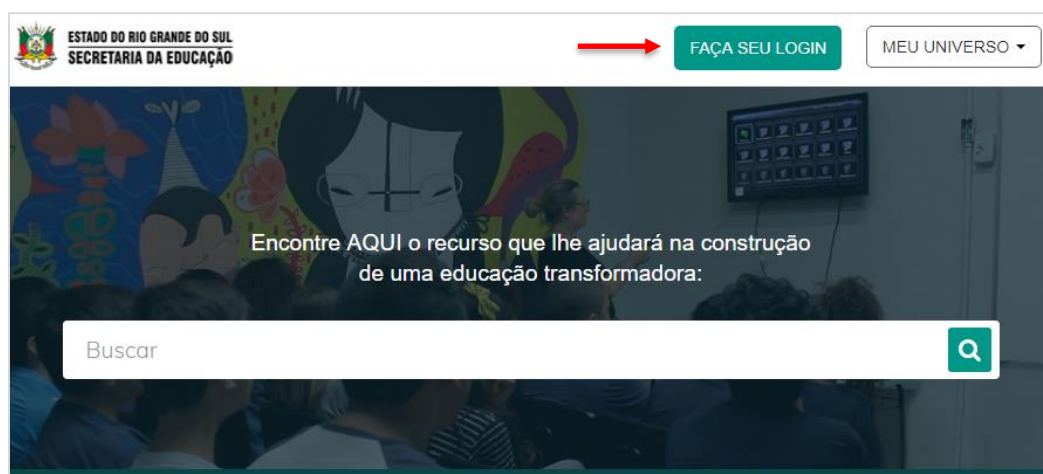 ESTADO DO RIO GRANDE DO SUL
SECRETARIA DA EDUCAÇÃO
FAÇA SEU LOGIN
MEU UNIVERSO
Encontre AQUI o recurso que lhe ajudará na construção
de uma educação transformadora:
Buscar